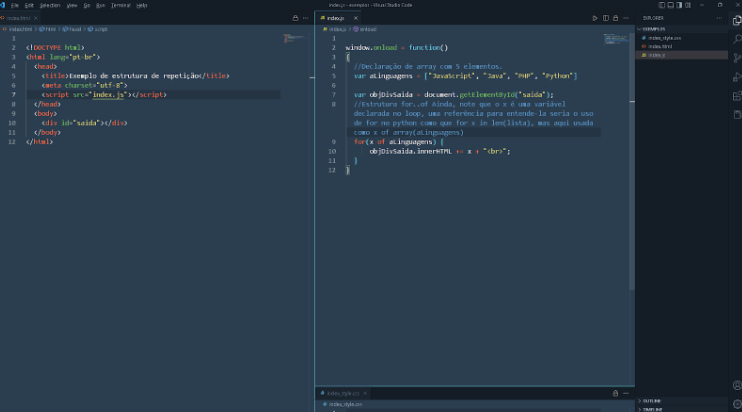 File Edit Selection View Go Run Terminal Help
index.js - exemplos - Visual Studio Code
index.html
index.html > html > head > script
1
2 <!DOCTYPE html>
3 <html lang="pt-br">
4 <head>
5 <title>Exemplo de estrutura de repetição</title>
6 <meta charset="utf-8">
7 <script src="index.js"></script>
8 </head>
9 <body>
10 <div id="saida"></div>
11 </body>
12 </html>
index.js
index.js > onload
1
2 window.onload = function()
3 {
4 //Declaração de array com 5 elementos.
5 var aLinguagens = ["JavaScript", "Java", "PHP", "Python"]
6
7 var objDivSaida = document.getElementById("saida");
8 //Estrutura for..of Ainda, note que o x é uma variável
declarada no loop, uma referência para entende-la seria o uso
de for no python como que for x in len(lista), mas aqui usada
como x of array(aLinguagens)
9 for(x of aLinguagens) {
10 objDivSaida.innerHTML += x + "<br>";
11 }
12 }
index_style.css
index_style.css
EXPLORER
EXEMPLOS
index_style.css
index.html
index.js
OUTLINE
TIMELINE